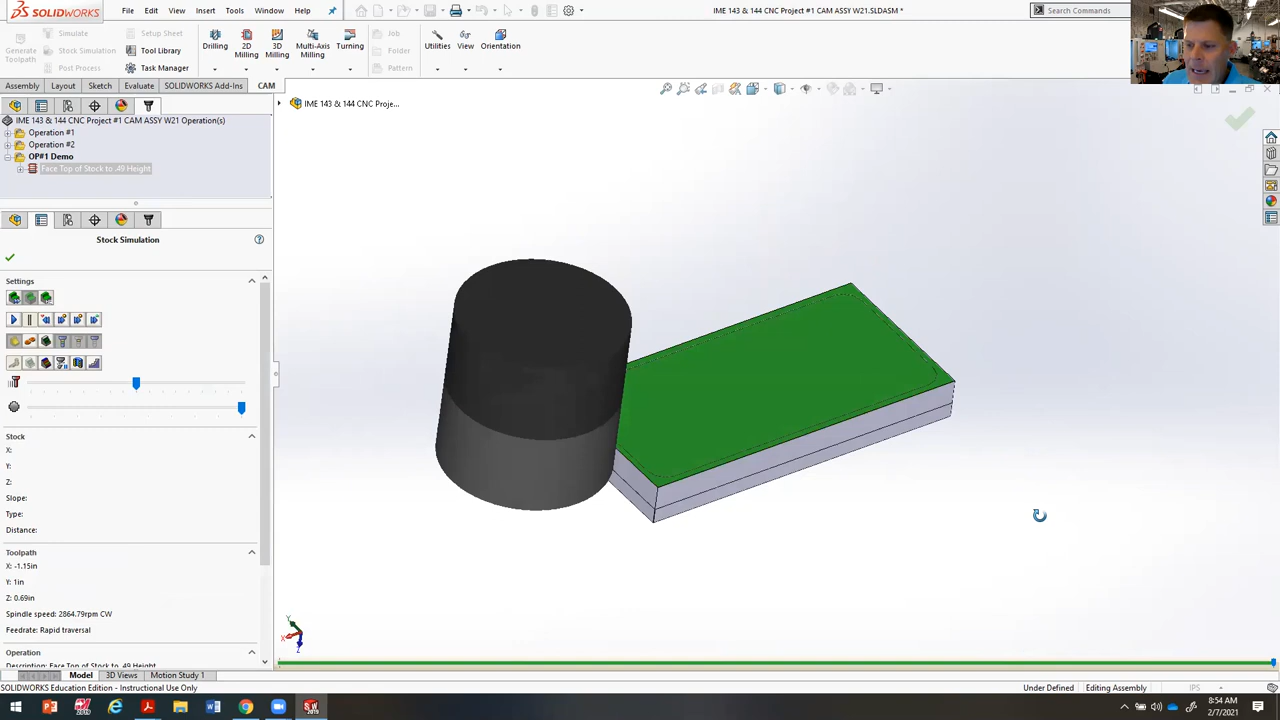 SOLIDWORKS
File Edit View Insert Tools Window Help
IME 143 & 144 CNC Project #1 CAM ASSY W21.SLDASM *
Search Commands
Generate Toolpath
Simulate
Stock Simulation
Post Process
Setup Sheet
Tool Library
Task Manager
Drilling
2D Milling
3D Milling
Multi-Axis Milling
Turning
Job
Folder
Pattern
Utilities
View
Orientation
Assembly Layout Sketch Evaluate SOLIDWORKS Add-Ins CAM
IME 143 & 144 CNC Proje...
IME 143 & 144 CNC Project #1 CAM ASSY W21 Operation(s)
Operation #1
Operation #2
OP#1 Demo
Face Top of Stock to .49 Height
Stock Simulation
Settings
Stock
X:
Y:
Z:
Slope:
Type:
Distance:
Toolpath
X: -1.15in
Y: 1in
Z: 0.69in
Spindle speed: 2864.79rpm CW
Feedrate: Rapid traversal
Operation
Description: Face Top of Stock to .49 Height
Y
X
Z
Model 3D Views Motion Study 1
SOLIDWORKS Education Edition - Instructional Use Only
Under Defined Editing Assembly IPS
8:54 AM
2/7/2021